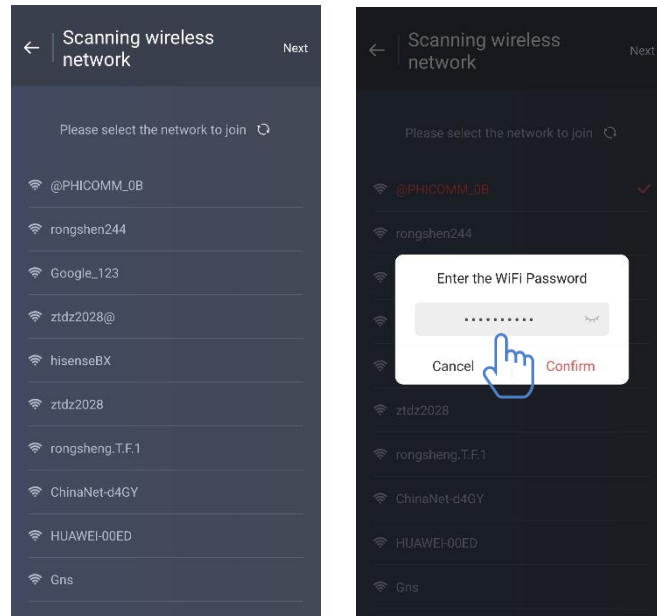 Scanning wireless
network
Next
Please select the network to join
@PHICOMM_0B
rongshen244
Google_123
ztdz2028@
hisenseBX
ztdz2028
rongsheng.T.F.1
ChinaNet-d4GY
HUAWEI-00ED
Gns
Scanning wireless
network
Next
Please select the network to join
@PHICOMM_0B
rongshen244
Enter the WiFi Password
••••••••••
Cancel
Confirm
ztdz2028
rongsheng.T.F.1
ChinaNet-d4GY
HUAWEI-00ED
Gns